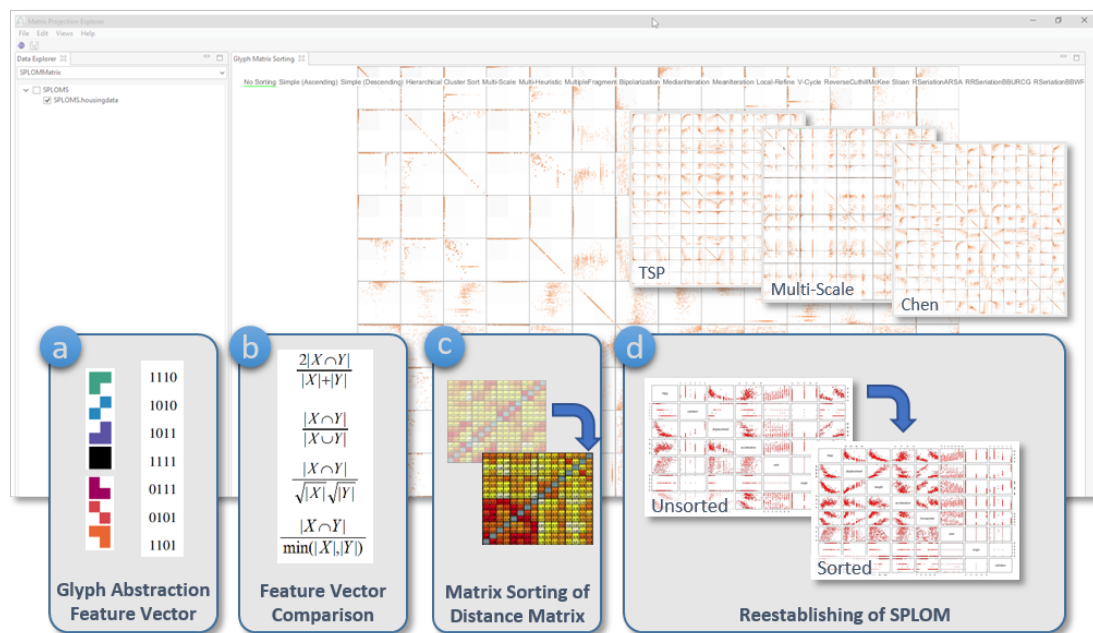 Matrix Projection Explorer
File Edit Views Help
Data Explorer
Glyph Matrix Sorting
SPLOMMatrix
No Sorting Simple (Ascending) Simple (Descending) Hierarchical Cluster Sort Multi-Scale Multi-Heuristic MultipleFragment Bipolarization MedianIteration MeanIteration Local-Refine V-Cycle ReverseCuthillMcKee Sloan RSeriationARSA RRSeriationBBURCG RSeriationBBWR
SPLOMS
SPLOMS.housingdata
TSP
Multi-Scale
Chen
a
1110
1010
1011
1111
0111
0101
1101
Glyph Abstraction
Feature Vector
b
2|X∩Y|
|X|+|Y|
|X∩Y|
|X∪Y|
|X∩Y|
√|X|√|Y|
|X∩Y|
min(|X|,|Y|)
Feature Vector
Comparison
c
Matrix Sorting of
Distance Matrix
d
Unsorted
Sorted
Reestablishing of SPLOM